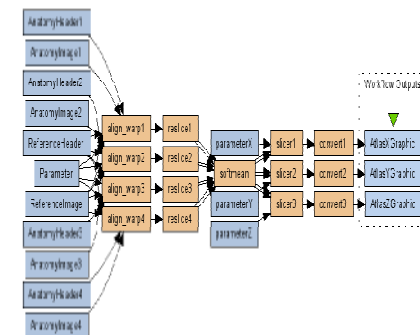 AnatomyHeader1
AnatomyImage1
AnatomyHeader2
AnatomyImage2
ReferenceHeader
Parameter
ReferenceImage
AnatomyHeader3
AnatomyImage3
AnatomyHeader4
AnatomyImage4
align_warp1
align_warp2
align_warp3
align_warp4
reslice1
reslice2
reslice3
reslice4
parameterX
softmean
parameterY
parameterZ
slicer1
slicer2
slicer3
convert1
convert2
convert3
Workflow Outputs
AtlasXGraphic
AtlasYGraphic
AtlasZGraphic